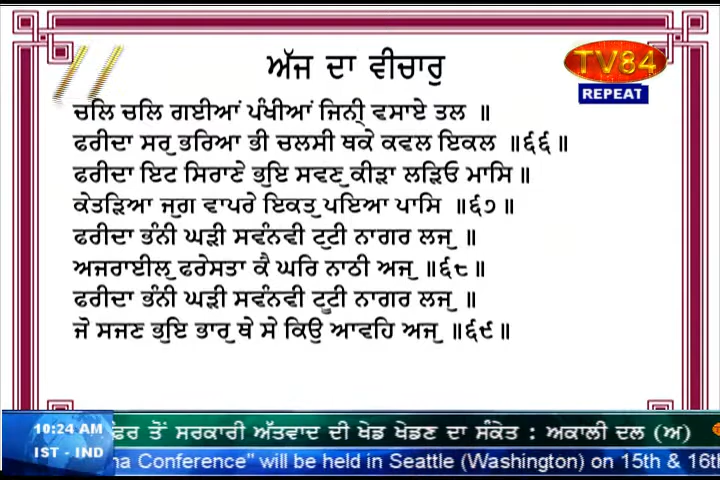 ਅੱਜ ਦਾ ਵੀਚਾਰੁ
TV84
REPEAT
ਚਲਿ ਚਲਿ ਗਈਆਂ ਪੰਖੀਆਂ ਜਿਨੀ੍ ਵਸਾਏ ਤਲ ॥
ਫਰੀਦਾ ਸਰੁ ਭਰਿਆ ਭੀ ਚਲਸੀ ਥਕੇ ਕਵਲ ਇਕਲ ॥੬੬॥
ਫਰੀਦਾ ਇਟ ਸਿਰਾਣੇ ਭੁਇ ਸਵਣੁ ਕੀੜਾ ਲੜਿਓ ਮਾਸਿ ॥
ਕੇਤੜਿਆ ਜੁਗ ਵਾਪਰੇ ਇਕਤੁ ਪਇਆ ਪਾਸਿ ॥੬੭॥
ਫਰੀਦਾ ਭੰਨੀ ਘੜੀ ਸਵੰਨਵੀ ਟੁਟੀ ਨਾਗਰ ਲਜੁ ॥
ਅਜਰਾਈਲੁ ਫਰੇਸਤਾ ਕੈ ਘਰਿ ਨਾਠੀ ਅਜੁ ॥੬੮॥
ਫਰੀਦਾ ਭੰਨੀ ਘੜੀ ਸਵੰਨਵੀ ਟੂਟੀ ਨਾਗਰ ਲਜੁ ॥
ਜੋ ਸਜਣ ਭੁਇ ਭਾਰੁ ਥੇ ਸੇ ਕਿਉ ਆਵਹਿ ਅਜੁ ॥੬੯॥
10:24 AM
IST - IND
ਫਿਰ ਤੋਂ ਸਰਕਾਰੀ ਅੱਤਵਾਦ ਦੀ ਖੇਡ ਖੇਡਣ ਦਾ ਸੰਕੇਤ : ਅਕਾਲੀ ਦਲ (ਅ)
na Conference" will be held in Seattle (Washington) on 15th & 16th